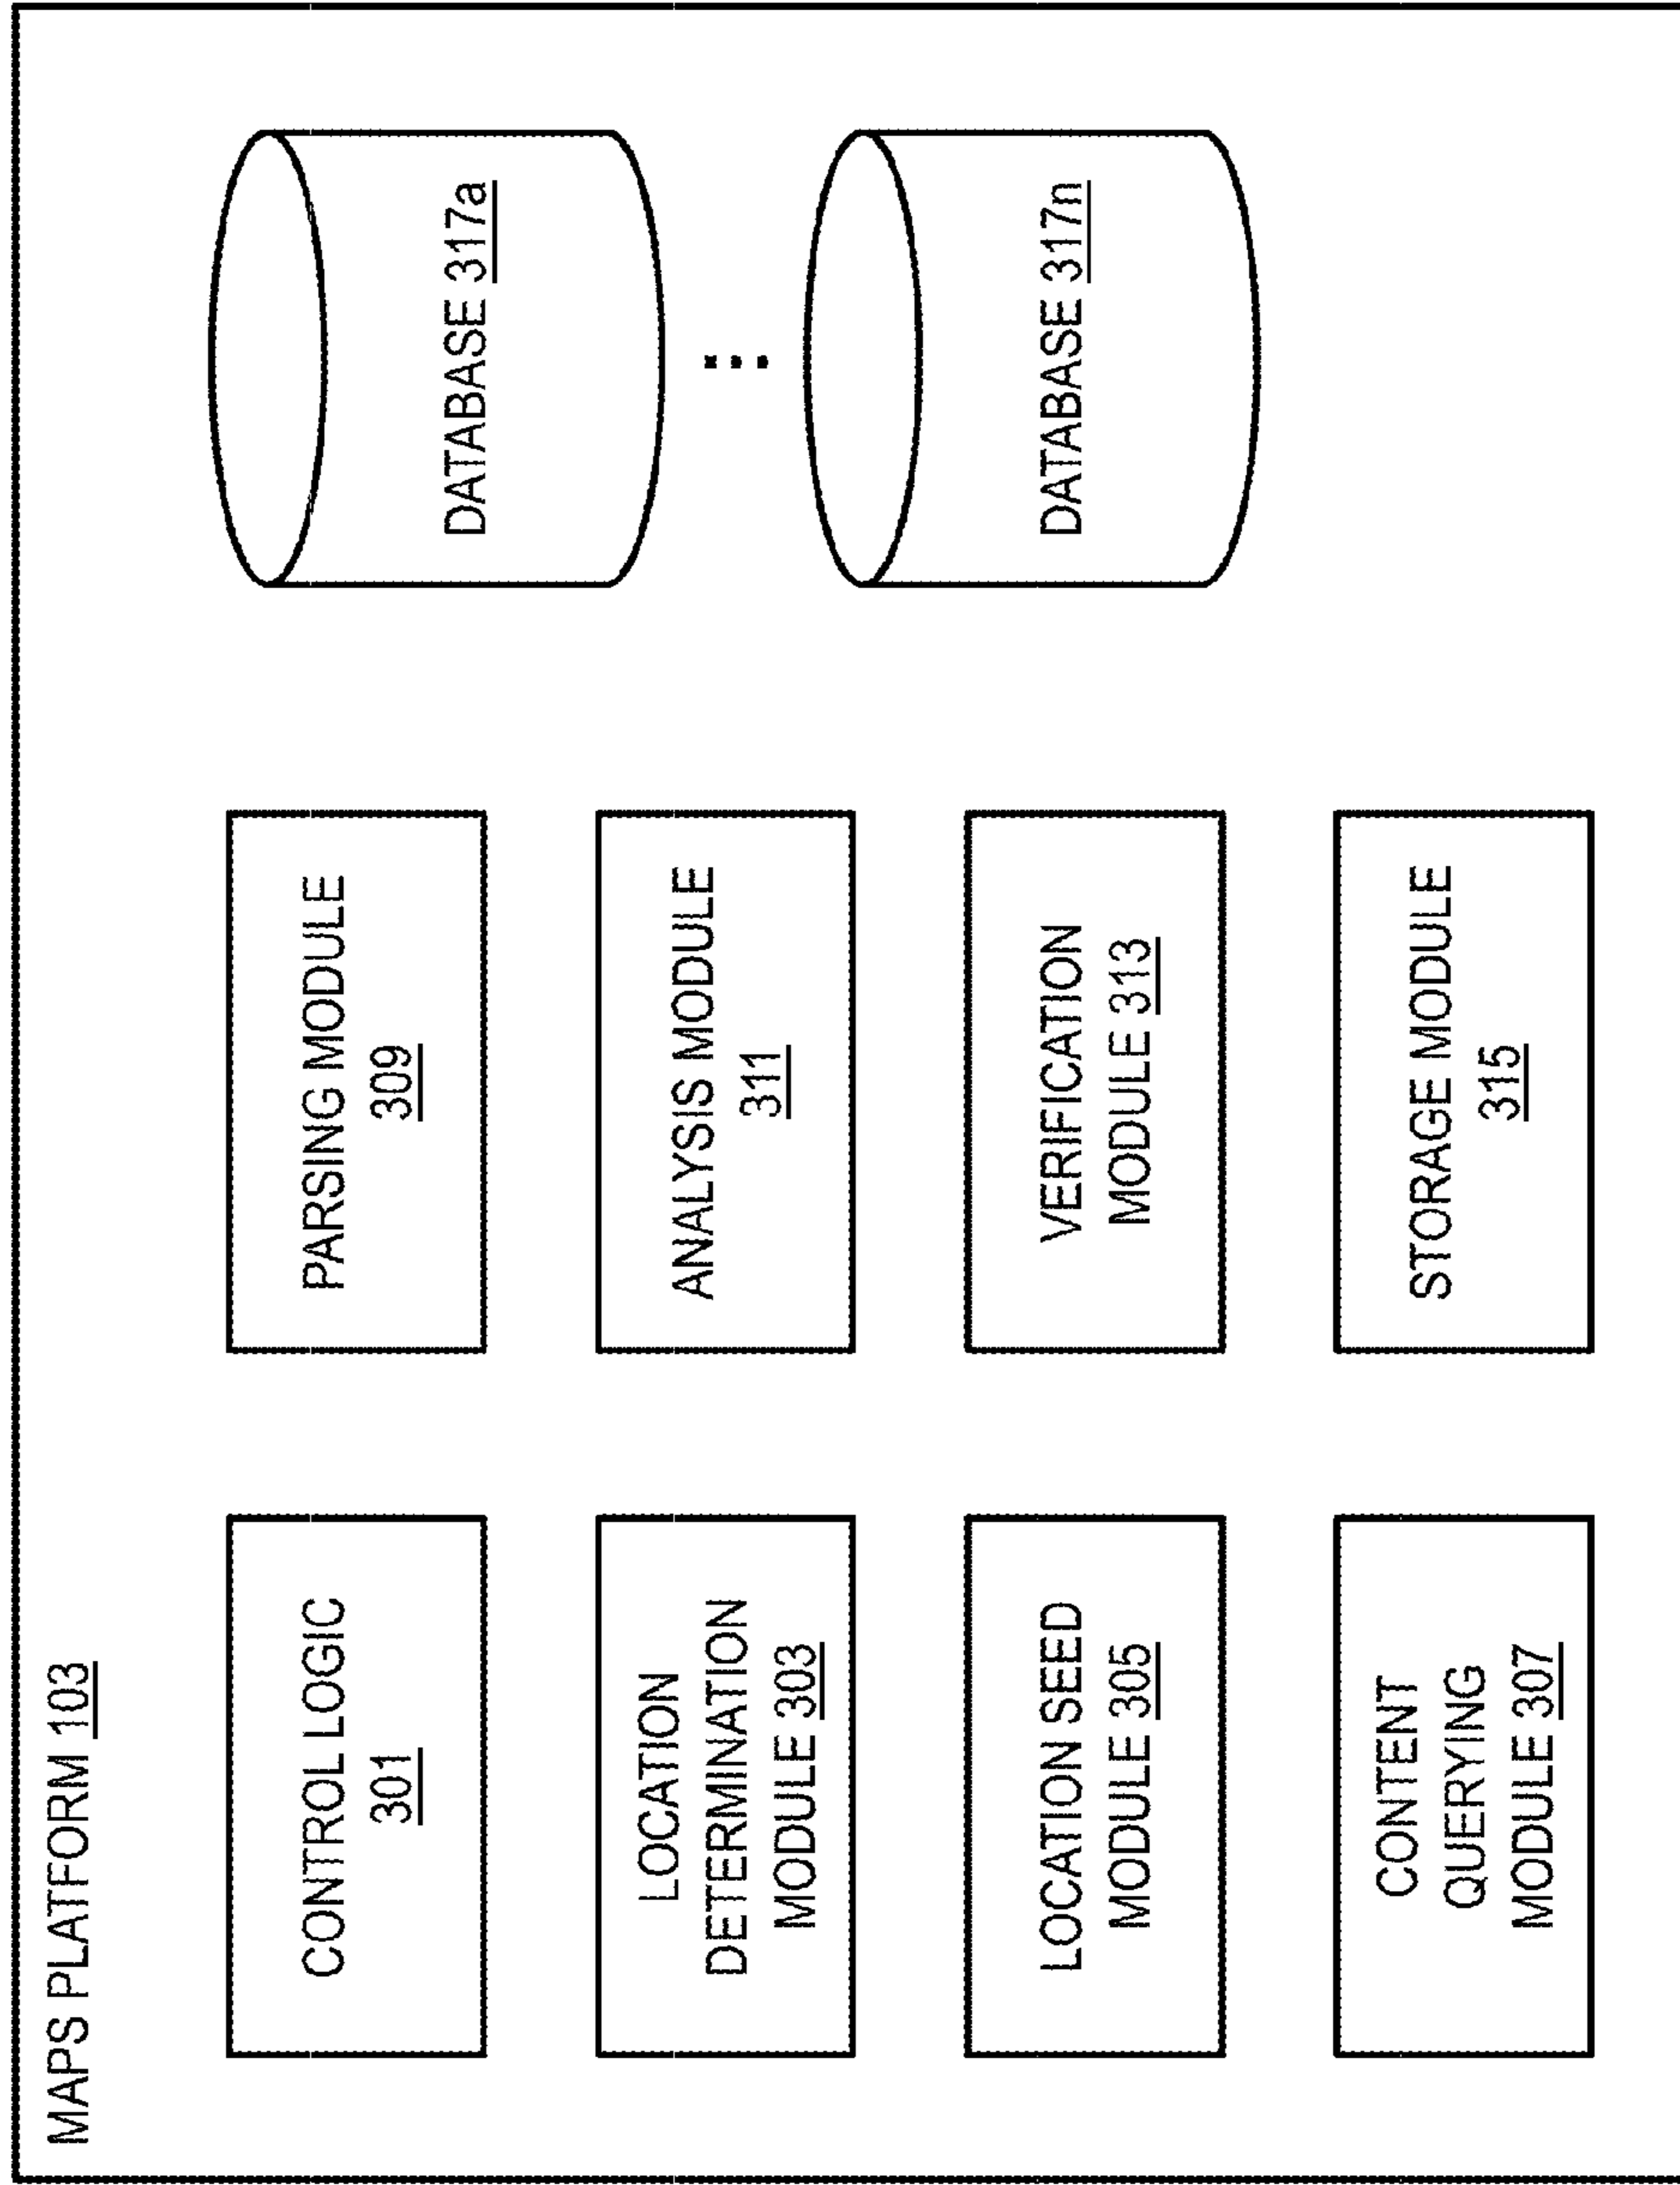 MAPS PLATFORM 103
CONTROL LOGIC
301
LOCATION
DETERMINATION
MODULE 303
LOCATION SEED
MODULE 305
CONTENT
QUERYING
MODULE 307
PARSING MODULE
309
ANALYSIS MODULE
311
VERIFICATION
MODULE 313
STORAGE MODULE
315
DATABASE 317a
...
DATABASE 317n